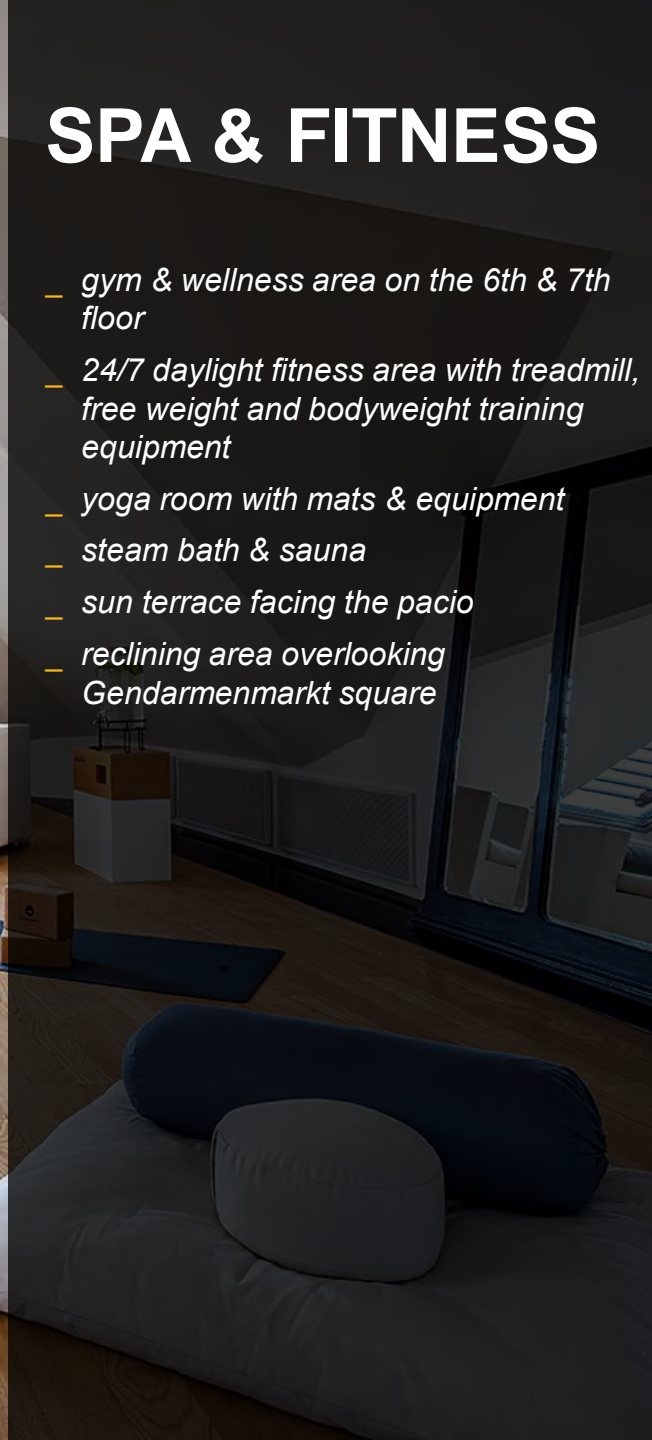 SPA & FITNESS
_ gym & wellness area on the 6th & 7th
floor
_ 24/7 daylight fitness area with treadmill,
free weight and bodyweight training
equipment
_ yoga room with mats & equipment
_ steam bath & sauna
_ sun terrace facing the pacio
_ reclining area overlooking
Gendarmenmarkt square